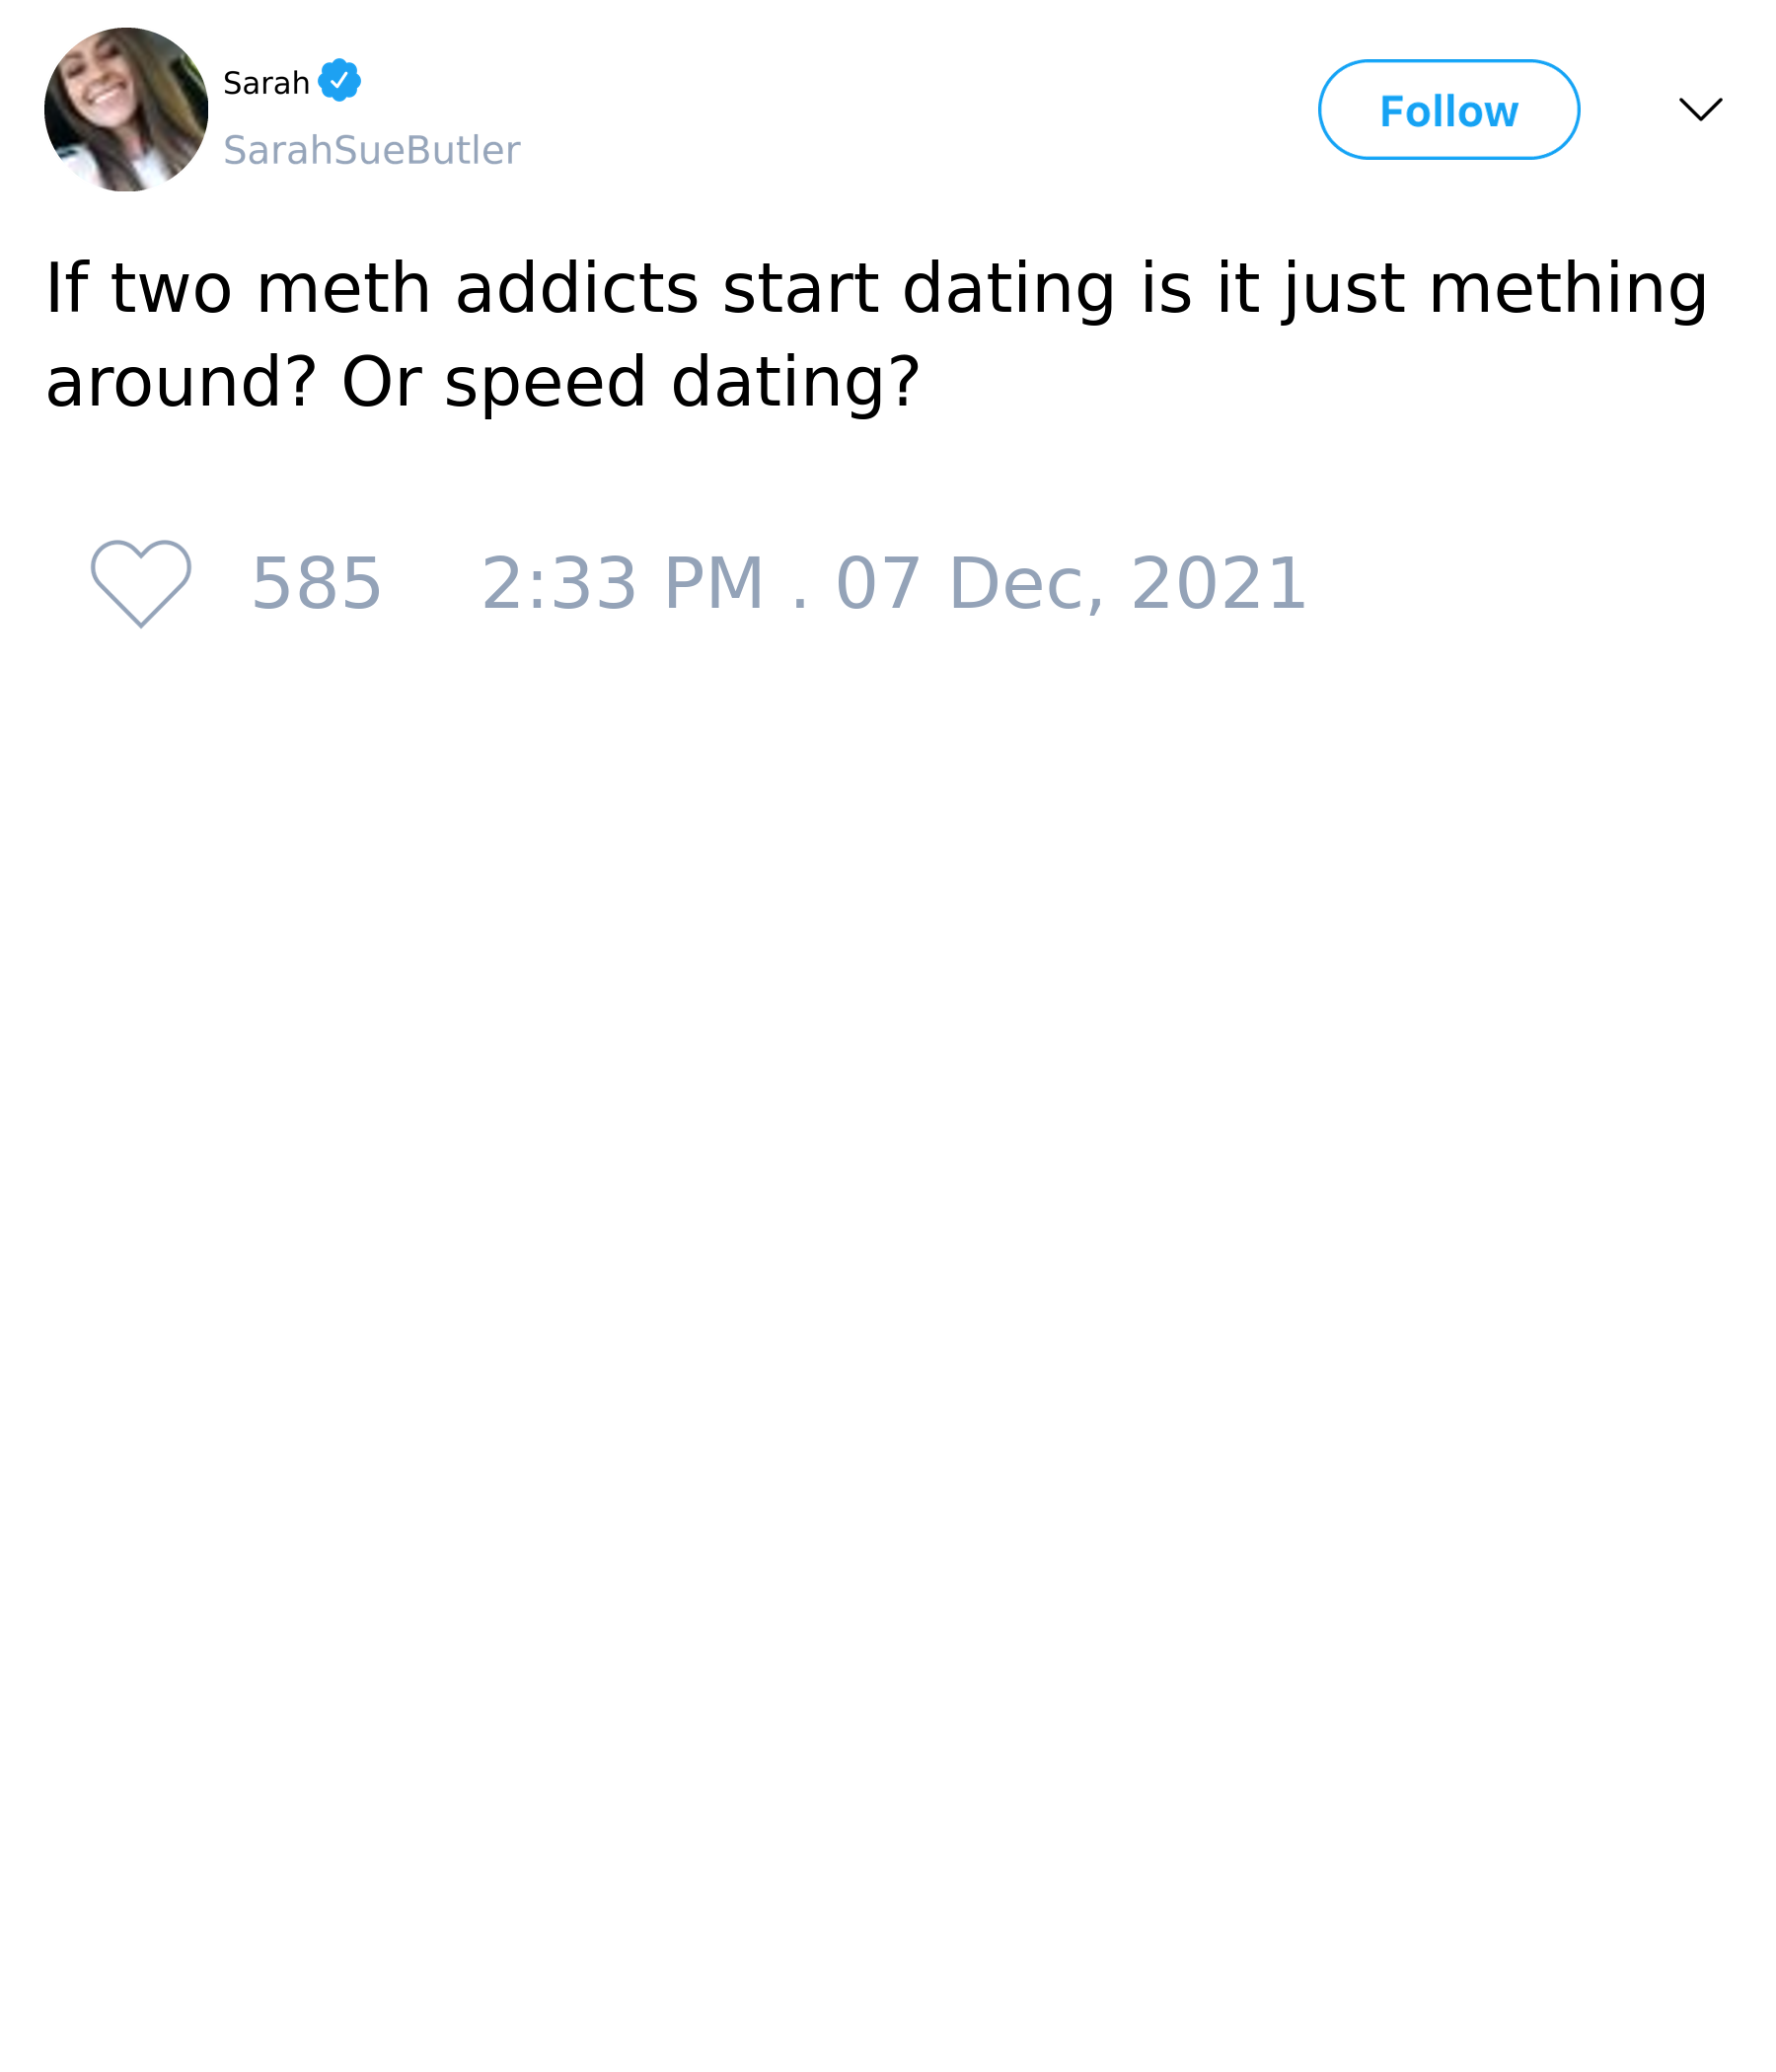 Sarah
SarahSueButler
Follow
If two meth addicts start dating is it just mething
around? Or speed dating?
585 2:33 PM . 07 Dec, 2021